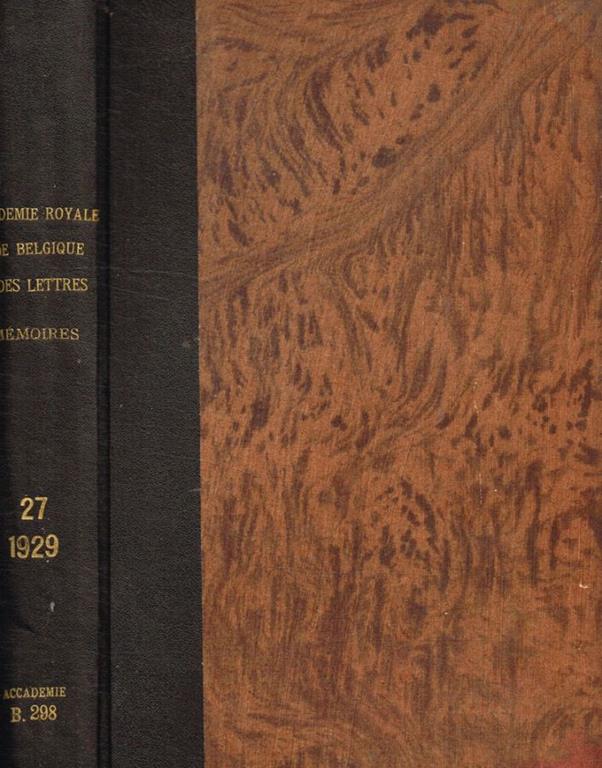 DEMIE ROYALE
E BELGIQUE
DES LETTRES
MÉMOIRES
27
1929
ACCADEMIE
B. 298